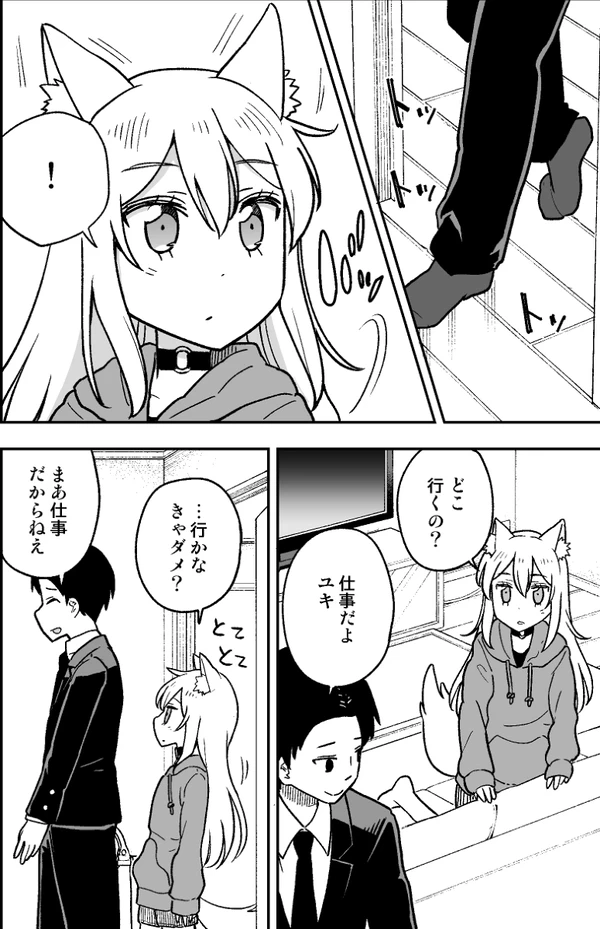 トッ
トッ
トッ
!
どこ
行くの?
仕事だよ
ユキ
…行かな
きゃダメ?
とて
とて
まあ仕事
だからねえ